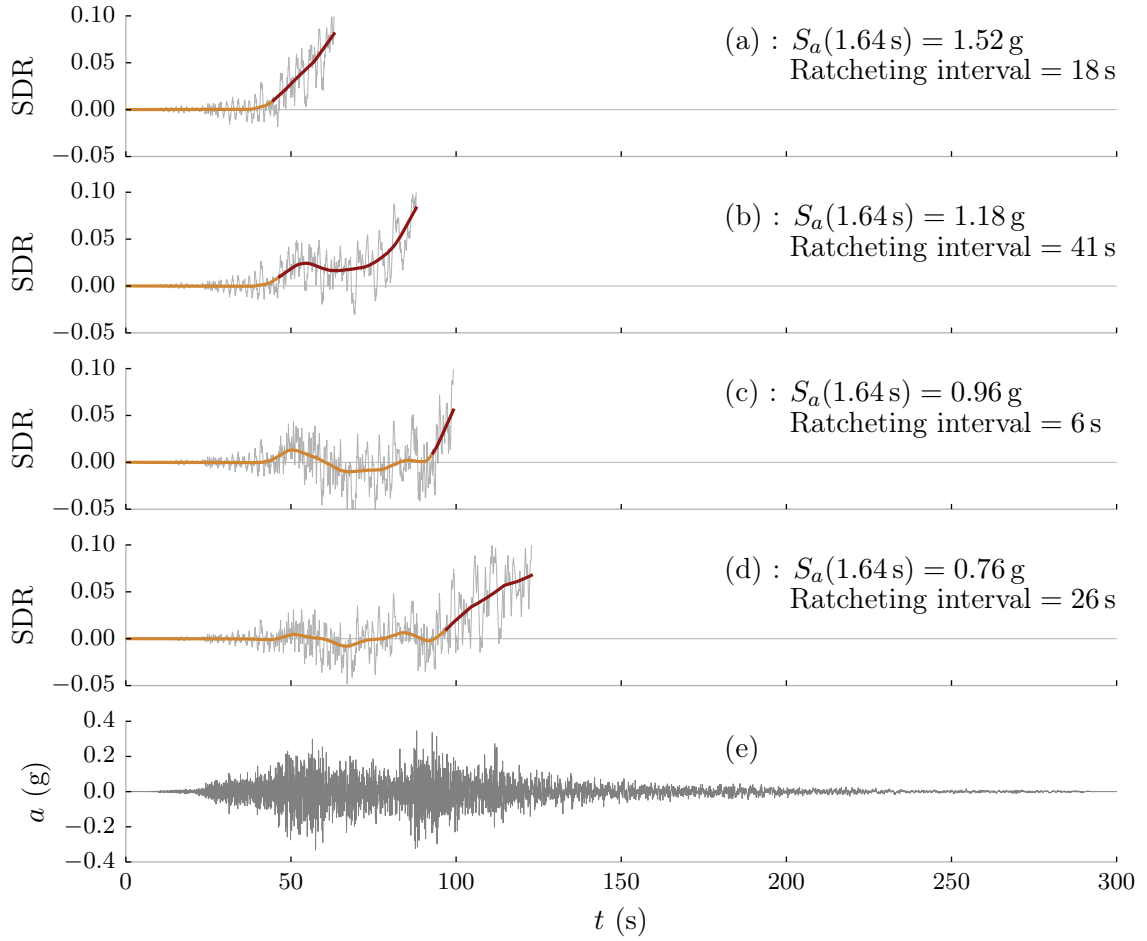 0.10
0.05
0.00
−0.05
SDR
(a) : Sₐ(1.64 s) = 1.52 g
Ratcheting interval = 18 s
0.10
0.05
0.00
−0.05
SDR
(b) : Sₐ(1.64 s) = 1.18 g
Ratcheting interval = 41 s
0.10
0.05
0.00
−0.05
SDR
(c) : Sₐ(1.64 s) = 0.96 g
Ratcheting interval = 6 s
0.10
0.05
0.00
−0.05
SDR
(d) : Sₐ(1.64 s) = 0.76 g
Ratcheting interval = 26 s
0.4
0.2
0.0
−0.2
−0.4
a (g)
(e)
0 50 100 150 200 250 300
t (s)